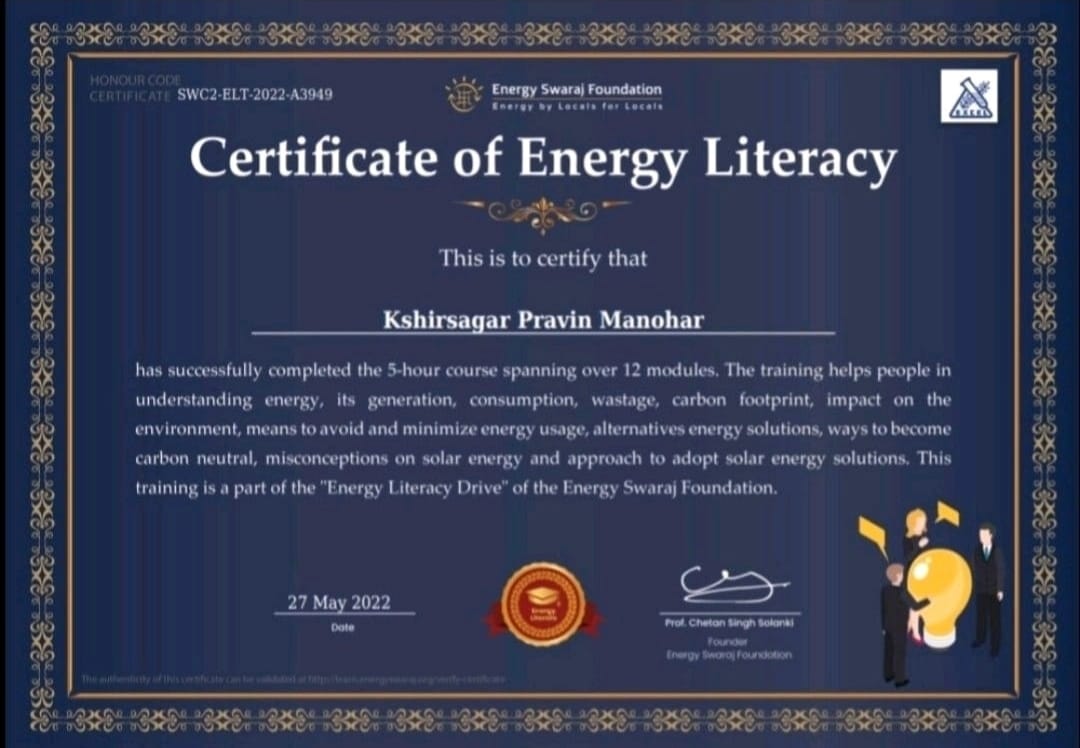 HONOUR CODE
CERTIFICATE SWC2-ELT-2022-A3949
Energy Swaraj Foundation
Energy by Locals for Locals
Certificate of Energy Literacy
This is to certify that
Kshirsagar Pravin Manohar
has successfully completed the 5-hour course spanning over 12 modules. The training helps people in
understanding energy, its generation, consumption, wastage, carbon footprint, impact on the
environment, means to avoid and minimize energy usage, alternatives energy solutions, ways to become
carbon neutral, misconceptions on solar energy and approach to adopt solar energy solutions. This
training is a part of the "Energy Literacy Drive" of the Energy Swaraj Foundation.
27 May 2022
Date
Energy
Literate
Prof. Chetan Singh Solanki
Founder
Energy Swaraj Foundation
The authenticity of this certificate can be validated at